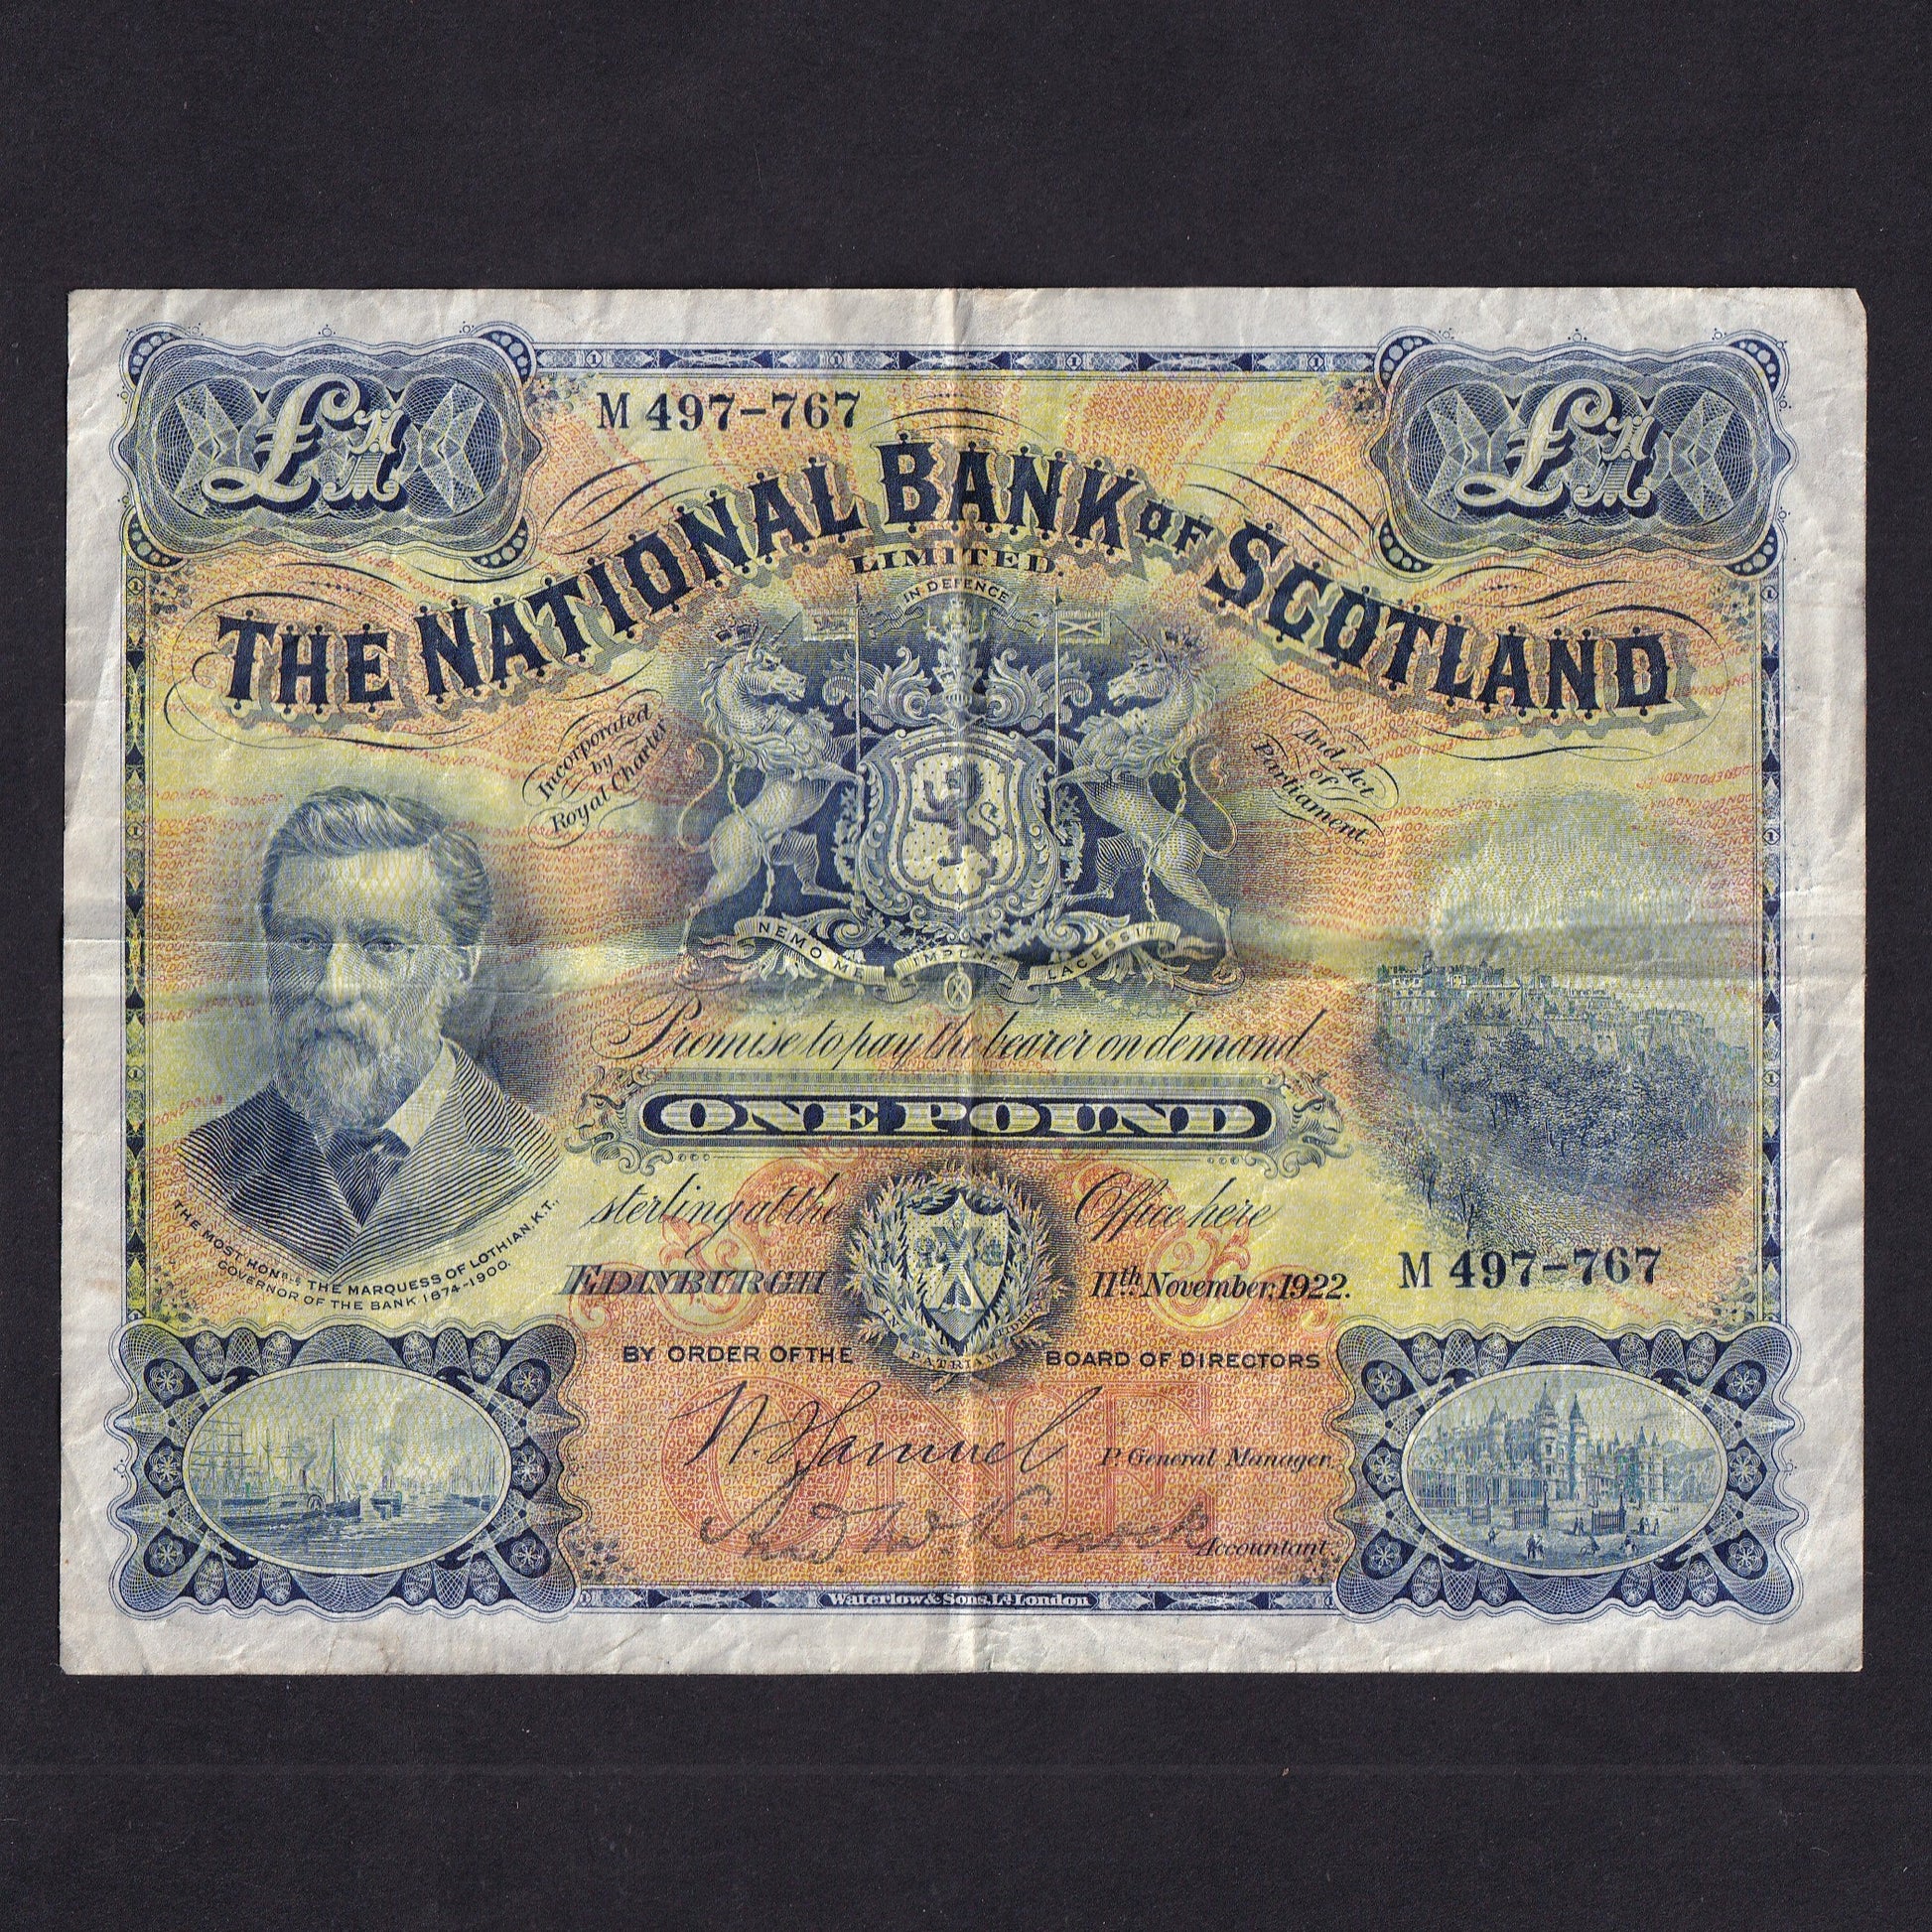 £1
£1
M 497-767
THE NATIONAL BANK OF SCOTLAND
LIMITED.
IN DEFENCE
Incorporated
by
Royal Charter
And Act
of
Parliament.
NEMO ME IMPUNE LACESSIT
Promise to pay the bearer on demand
ONE POUND
sterling at the Office here
THE MOST HONBLE THE MARQUESS OF LOTHIAN, K.T.,
GOVERNOR OF THE BANK 1874-1900.
EDINBURGH 11th November, 1922.
M 497-767
PATRIAM
BY ORDER OF THE BOARD OF DIRECTORS
ONE
W. Samuel P. General Manager.
Accountant.
Waterlow & Sons, Ld London